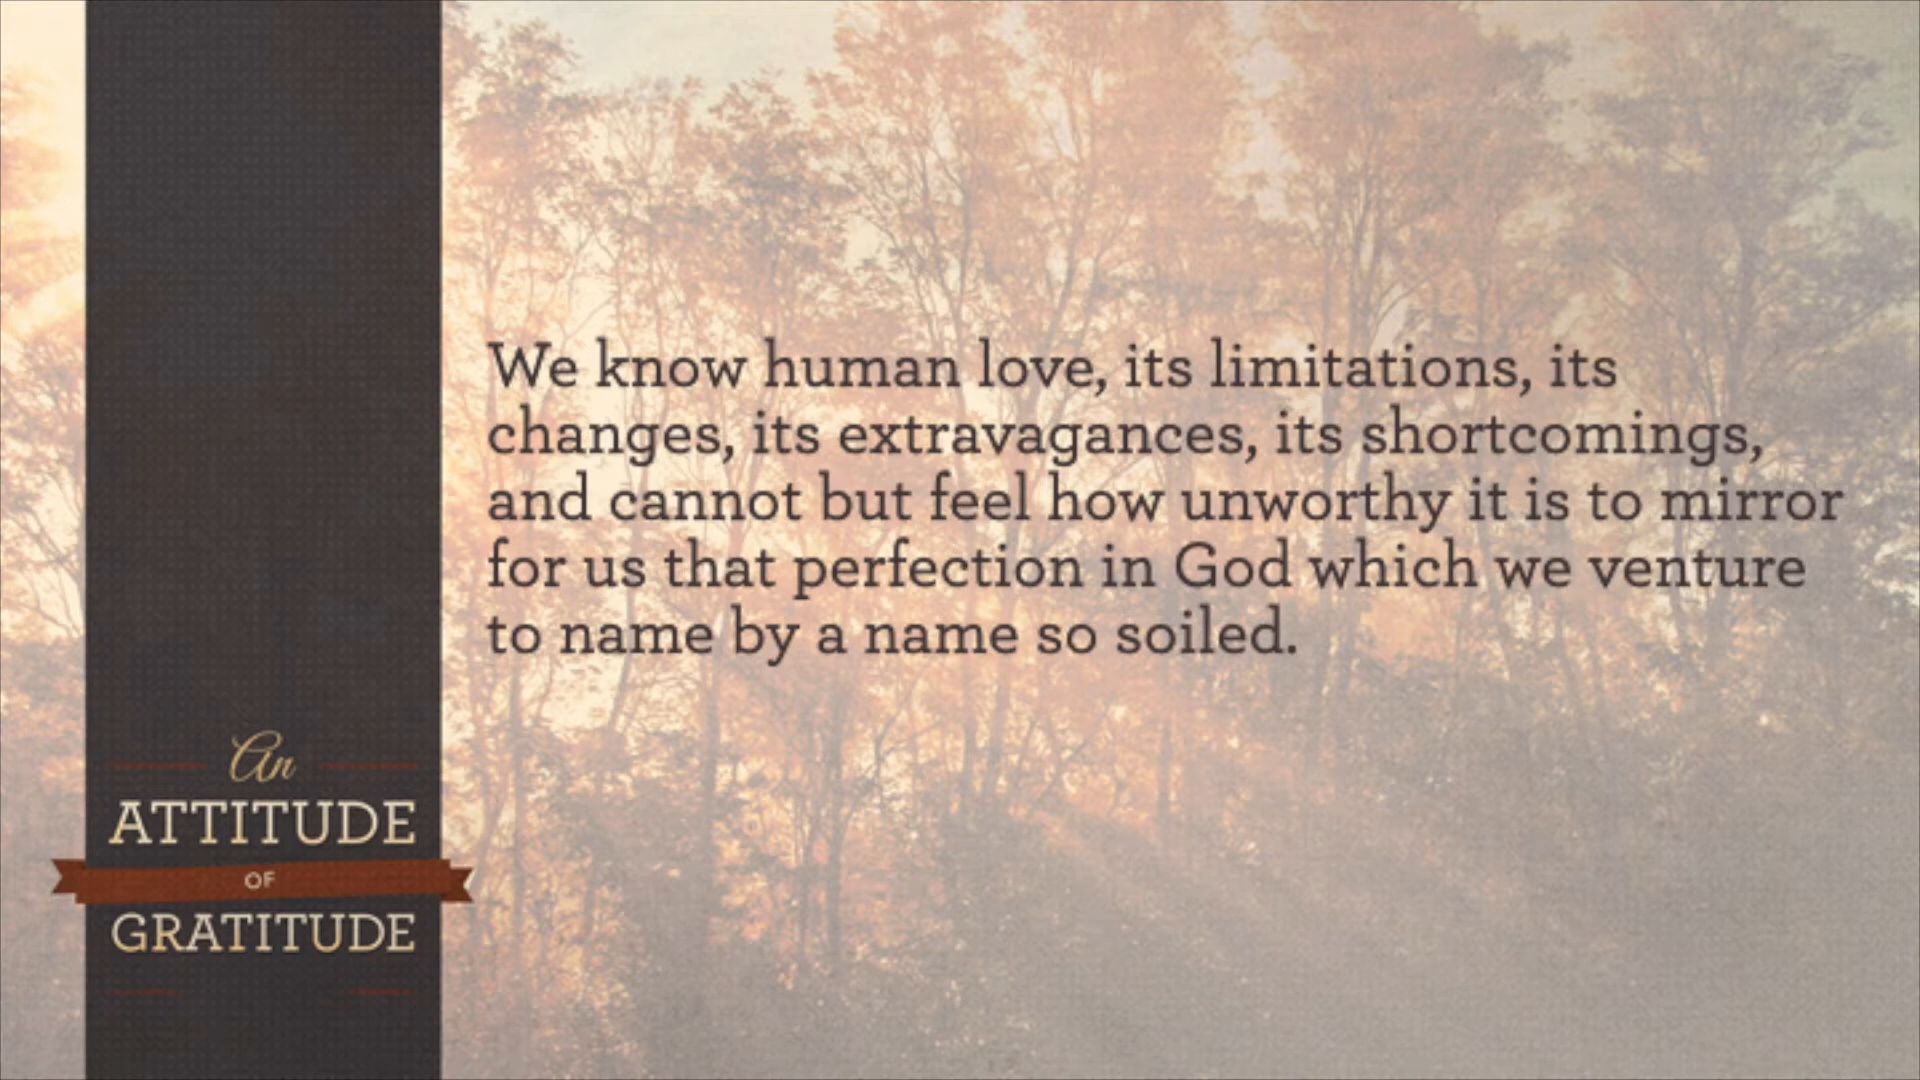 We know human love, its limitations, its
changes, its extravagances, its shortcomings,
and cannot but feel how unworthy it is to mirror
for us that perfection in God which we venture
to name by a name so soiled.
An
ATTITUDE
OF
GRATITUDE